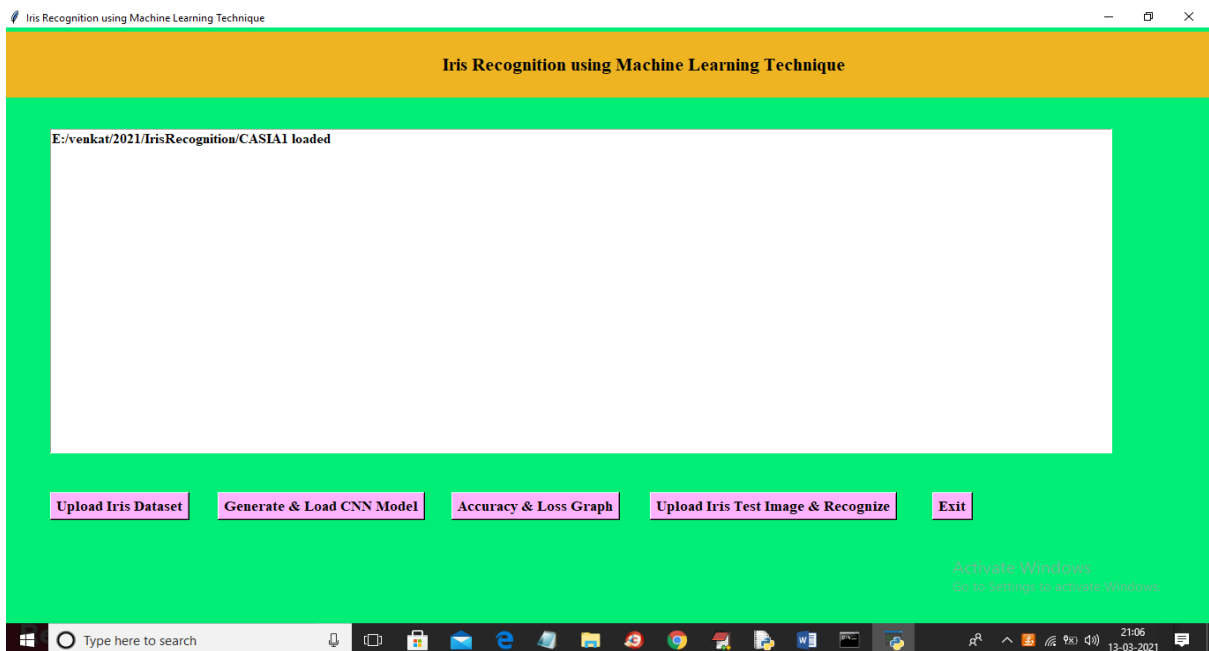 Iris Recognition using Machine Learning Technique
Iris Recognition using Machine Learning Technique
E:/venkat/2021/IrisRecognition/CASIA1 loaded
Upload Iris Dataset Generate & Load CNN Model Accuracy & Loss Graph Upload Iris Test Image & Recognize Exit
Activate Windows
Go to Settings to activate Windows.
Type here to search 21:06
13-03-2021